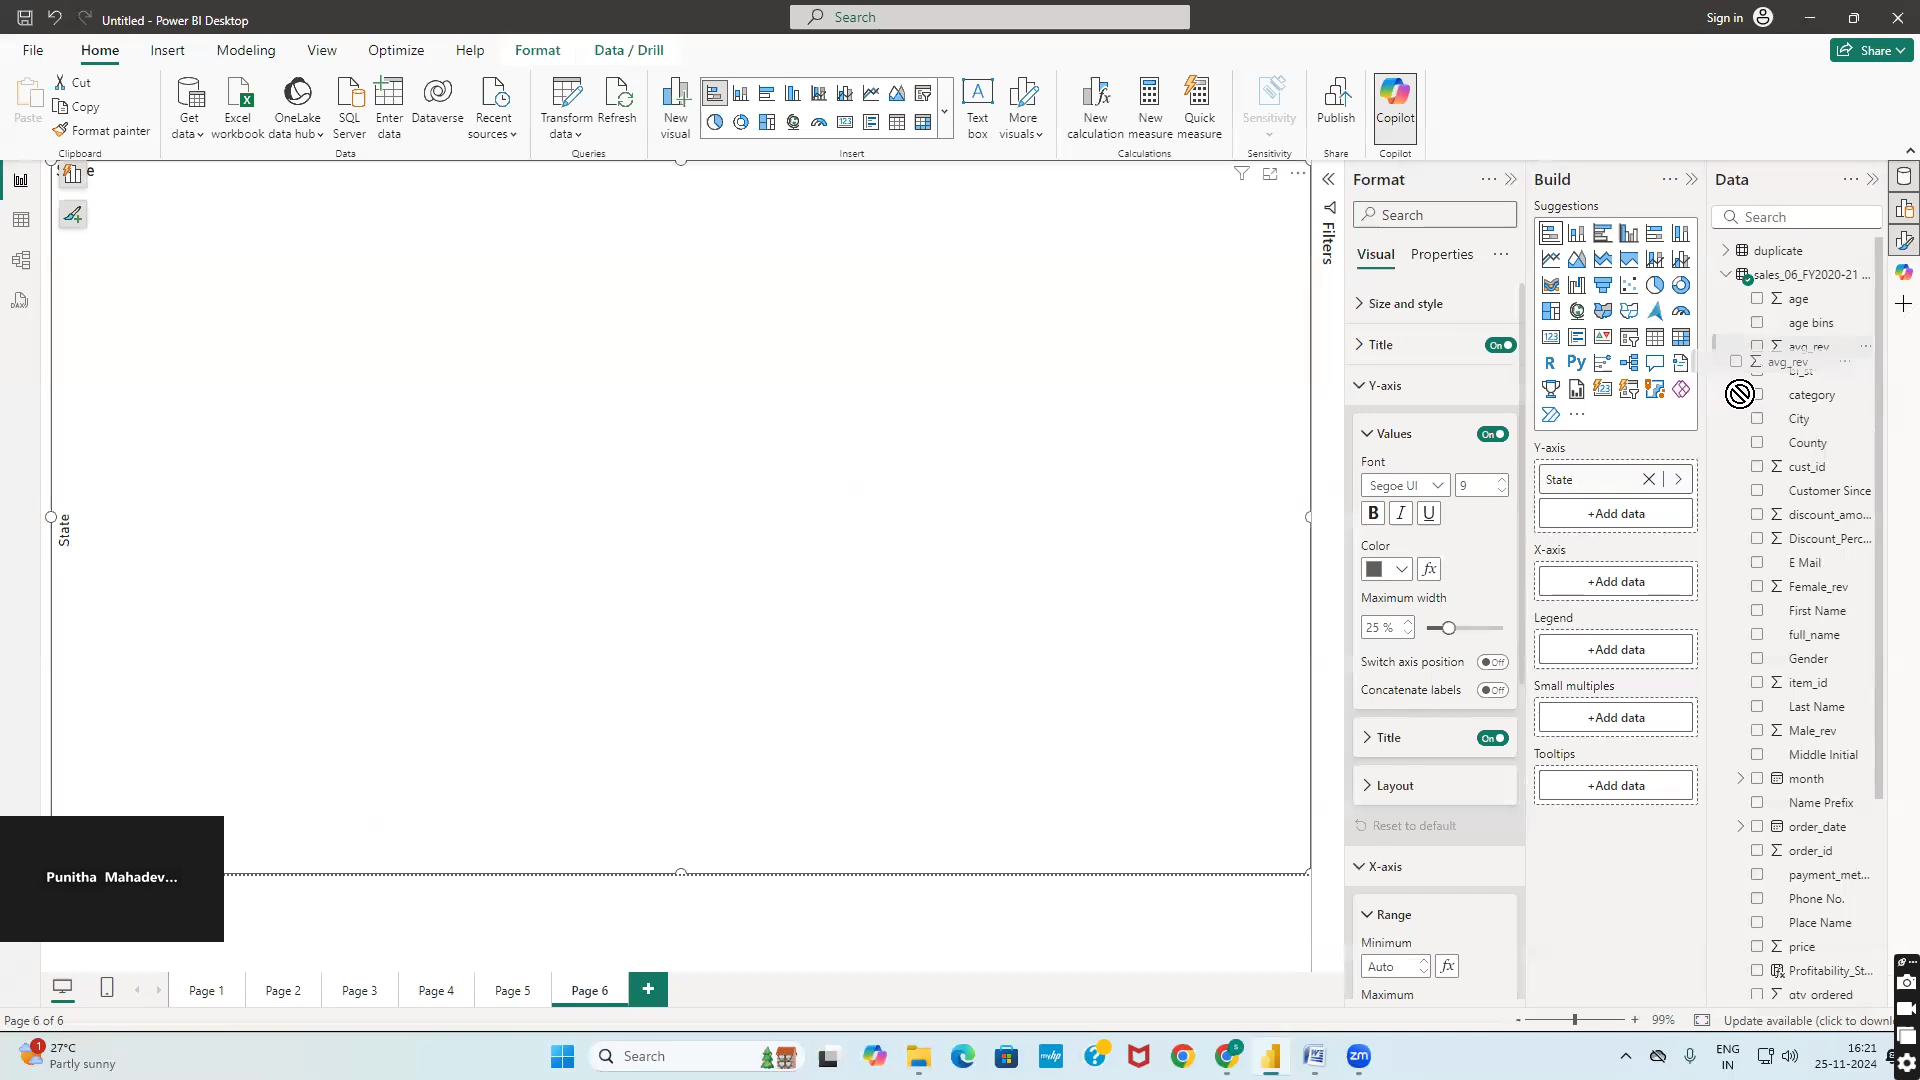 Untitled - Power BI Desktop
Search
Sign in
File
Home
Insert
Modeling
View
Optimize
Help
Format
Data / Drill
Share
Paste
Cut
Copy
Format painter
Clipboard
Get data
Excel workbook
OneLake data hub
SQL Server
Enter data
Dataverse
Recent sources
Data
Transform data
Refresh
Queries
New visual
Text box
More visuals
Insert
New calculation
New measure
Quick measure
Calculations
Sensitivity
Sensitivity
Publish
Share
Copilot
Copilot
State
Filters
Format
Search
Visual
Properties
Size and style
Title
On
Y-axis
Values
On
Font
Segoe UI
9
B
I
U
Color
fx
Maximum width
25 %
Switch axis position
Off
Concatenate labels
Off
Title
On
Layout
Reset to default
X-axis
Range
Minimum
Auto
fx
Maximum
Build
Suggestions
123
R
Py
Y-axis
State
+Add data
X-axis
+Add data
Legend
+Add data
Small multiples
+Add data
Tooltips
+Add data
Data
Search
duplicate
sales_06_FY2020-21 ...
age
age bins
avg_rev
avg_rev
category
City
County
cust_id
Customer Since
discount_amo...
Discount_Perc...
E Mail
Female_rev
First Name
full_name
Gender
item_id
Last Name
Male_rev
Middle Initial
month
Name Prefix
order_date
order_id
payment_met...
Phone No.
Place Name
price
Profitability_St...
qty_ordered
Punitha Mahadev...
Page 1
Page 2
Page 3
Page 4
Page 5
Page 6
+
Page 6 of 6
99%
Update available (click to downl
27°C
Partly sunny
Search
ENG
IN
16:21
25-11-2024